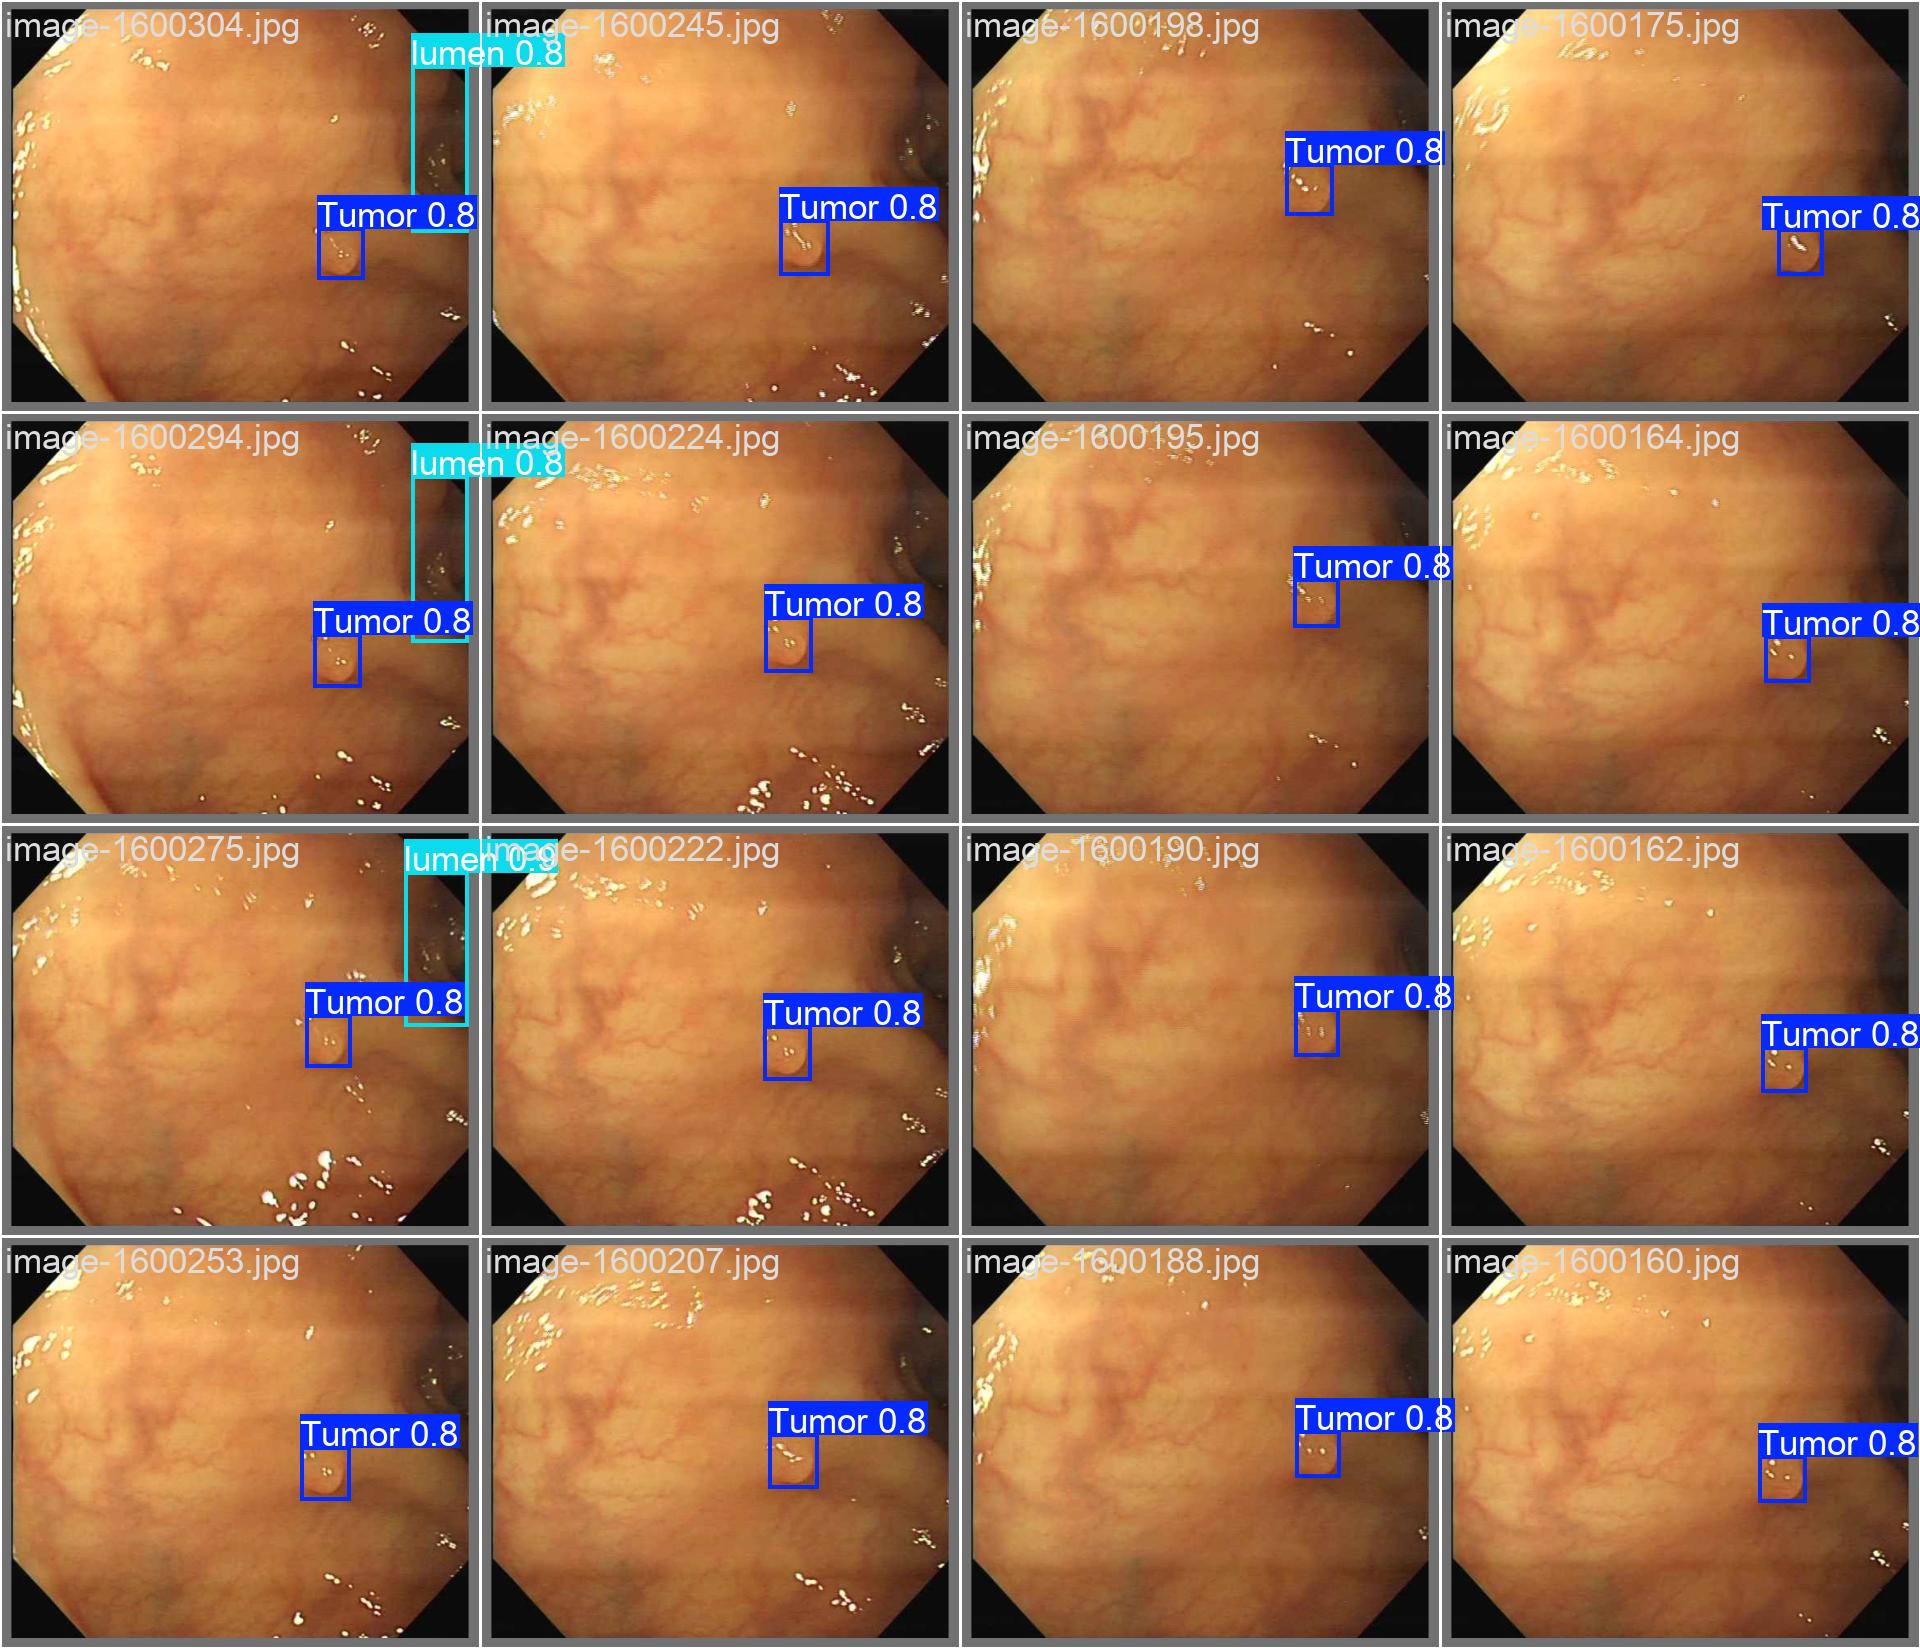 image-1600304.jpg
lumen 0.8
Tumor 0.8
image-1600245.jpg
Tumor 0.8
image-1600198.jpg
Tumor 0.8
image-1600175.jpg
Tumor 0.8
image-1600294.jpg
lumen 0.8
Tumor 0.8
image-1600224.jpg
Tumor 0.8
image-1600195.jpg
Tumor 0.8
image-1600164.jpg
Tumor 0.8
image-1600275.jpg
lumen 0.9
Tumor 0.8
image-1600222.jpg
Tumor 0.8
image-1600190.jpg
Tumor 0.8
image-1600162.jpg
Tumor 0.8
image-1600253.jpg
Tumor 0.8
image-1600207.jpg
Tumor 0.8
image-1600188.jpg
Tumor 0.8
image-1600160.jpg
Tumor 0.8